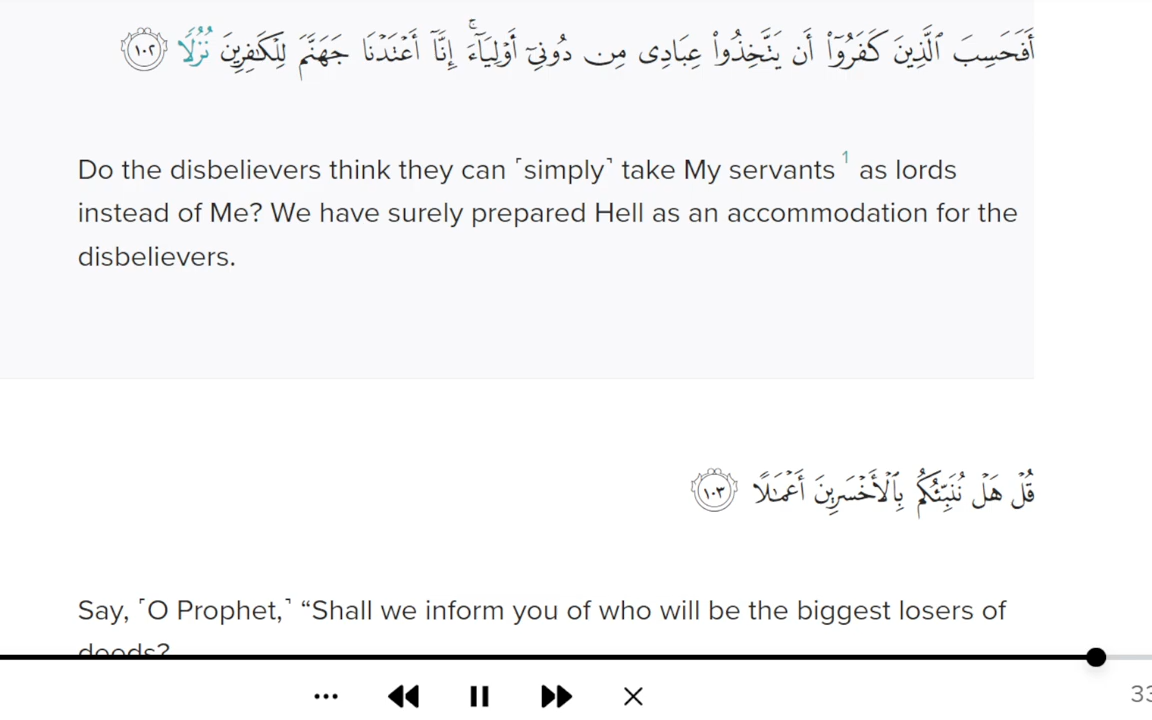 أَفَحَسِبَ ٱلَّذِينَ كَفَرُوٓا۟ أَن يَتَّخِذُوا۟ عِبَادِى مِن دُونِىٓ أَوْلِيَآءَ ۚ إِنَّآ أَعْتَدْنَا جَهَنَّمَ لِلْكَـٰفِرِينَ نُزُلًا ١٠٢
Do the disbelievers think they can ˹simply˺ take My servants 1 as lords
instead of Me? We have surely prepared Hell as an accommodation for the
disbelievers.
قُلْ هَلْ نُنَبِّئُكُم بِٱلْأَخْسَرِينَ أَعْمَـٰلًا ١٠٣
Say, ˹O Prophet,˺ “Shall we inform you of who will be the biggest losers of
deeds?
33